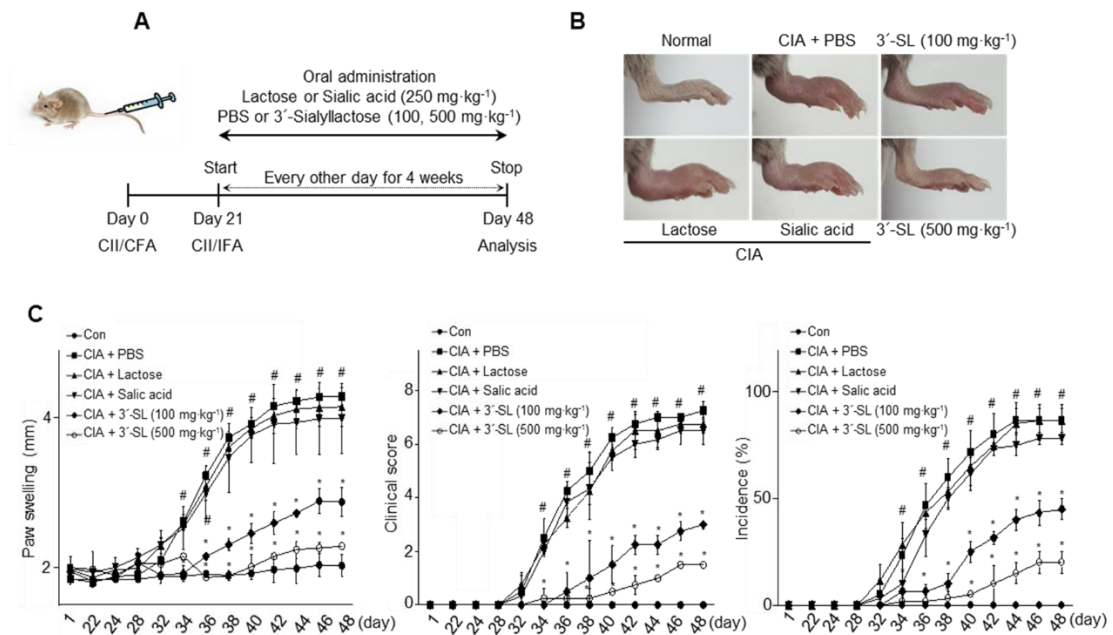 A
Oral administration
Lactose or Sialic acid (250 mg·kg-1)
PBS or 3´-Sialyllactose (100, 500 mg·kg-1)
Start
Every other day for 4 weeks
Stop
Day 0
Day 21
Day 48
CII/CFA
CII/IFA
Analysis
B
Normal
CIA + PBS
3´-SL (100 mg·kg-1)
Lactose
Sialic acid
3´-SL (500 mg·kg-1)
CIA
C
Con
CIA + PBS
CIA + Lactose
CIA + Salic acid
CIA + 3´-SL (100 mg·kg-1)
CIA + 3´-SL (500 mg·kg-1)
Paw swelling (mm)
4
2
1 22 24 28 32 34 36 38 40 42 44 46 48 (day)
Con
CIA + PBS
CIA + Lactose
CIA + Salic acid
CIA + 3´-SL (100 mg·kg-1)
CIA + 3´-SL (500 mg·kg-1)
Clinical score
8
6
4
2
0
1 22 24 28 32 34 36 38 40 42 44 46 48 (day)
Con
CIA + PBS
CIA + Lactose
CIA + Salic acid
CIA + 3´-SL (100 mg·kg-1)
CIA + 3´-SL (500 mg·kg-1)
Incidence (%)
100
50
0
1 22 24 28 32 34 36 38 40 42 44 46 48 (day)